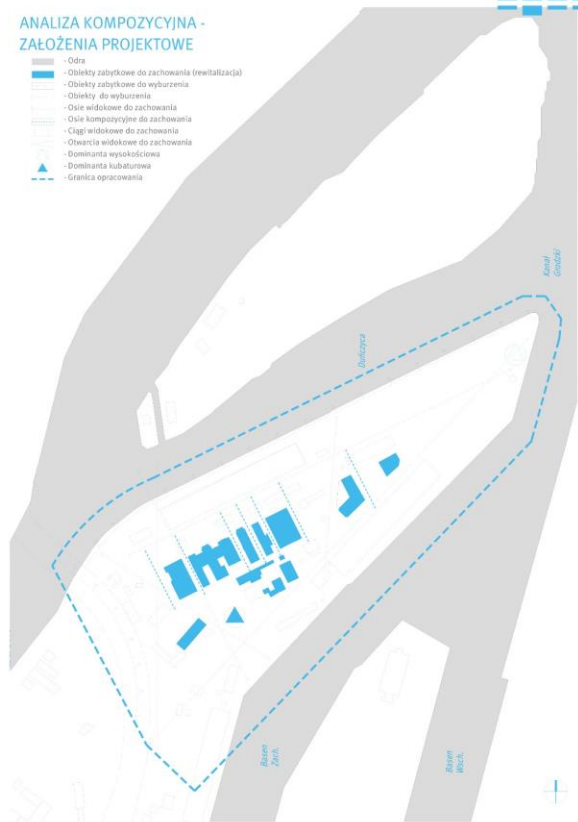 ANALIZA KOMPOZYCYJNA -
ZAŁOŻENIA PROJEKTOWE
- Odra
- Obiekty zabytkowe do zachowania (rewitalizacja)
- Obiekty zabytkowe do wyburzenia
- Obiekty do wyburzenia
- Osie widokowe do zachowania
- Osie kompozycyjne do zachowania
- Ciągi widokowe do zachowania
- Otwarcia widokowe do zachowania
- Dominanta wysokościowa
- Dominanta kubaturowa
- Granica opracowania
Kanał
Grodzki
Duńczyca
Basen
Zach.
Basen
Wsch.